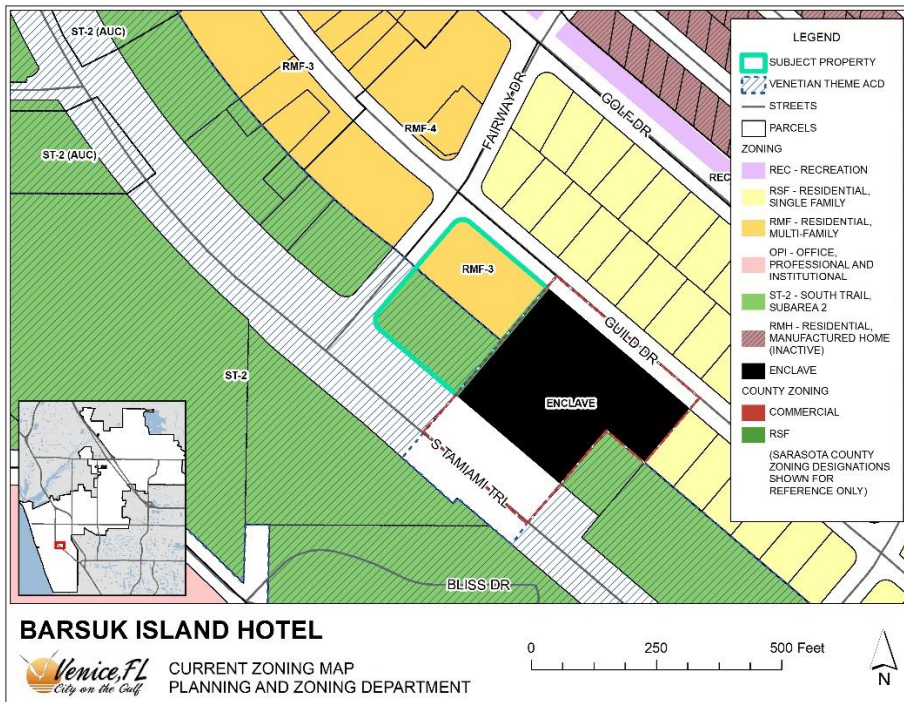 ST-2 (AUC)
RMF-3
FAIRWAY DR
GOLF DR
RMF-4
ST-2 (AUC)
REC
RMF-3
GUILD DR
ST-2
ENCLAVE
S TAMIAMI TRL
BLISS DR
LEGEND
SUBJECT PROPERTY
VENETIAN THEME ACD
STREETS
PARCELS
ZONING
REC - RECREATION
RSF - RESIDENTIAL,
SINGLE FAMILY
RMF - RESIDENTIAL,
MULTI-FAMILY
OPI - OFFICE,
PROFESSIONAL AND
INSTITUTIONAL
ST-2 - SOUTH TRAIL,
SUBAREA 2
RMH - RESIDENTIAL,
MANUFACTURED HOME
(INACTIVE)
ENCLAVE
COUNTY ZONING
COMMERCIAL
RSF
(SARASOTA COUNTY
ZONING DESIGNATIONS
SHOWN FOR
REFERENCE ONLY)
BARSUK ISLAND HOTEL
Venice, FL
City on the Gulf
CURRENT ZONING MAP
PLANNING AND ZONING DEPARTMENT
0 250 500 Feet
N